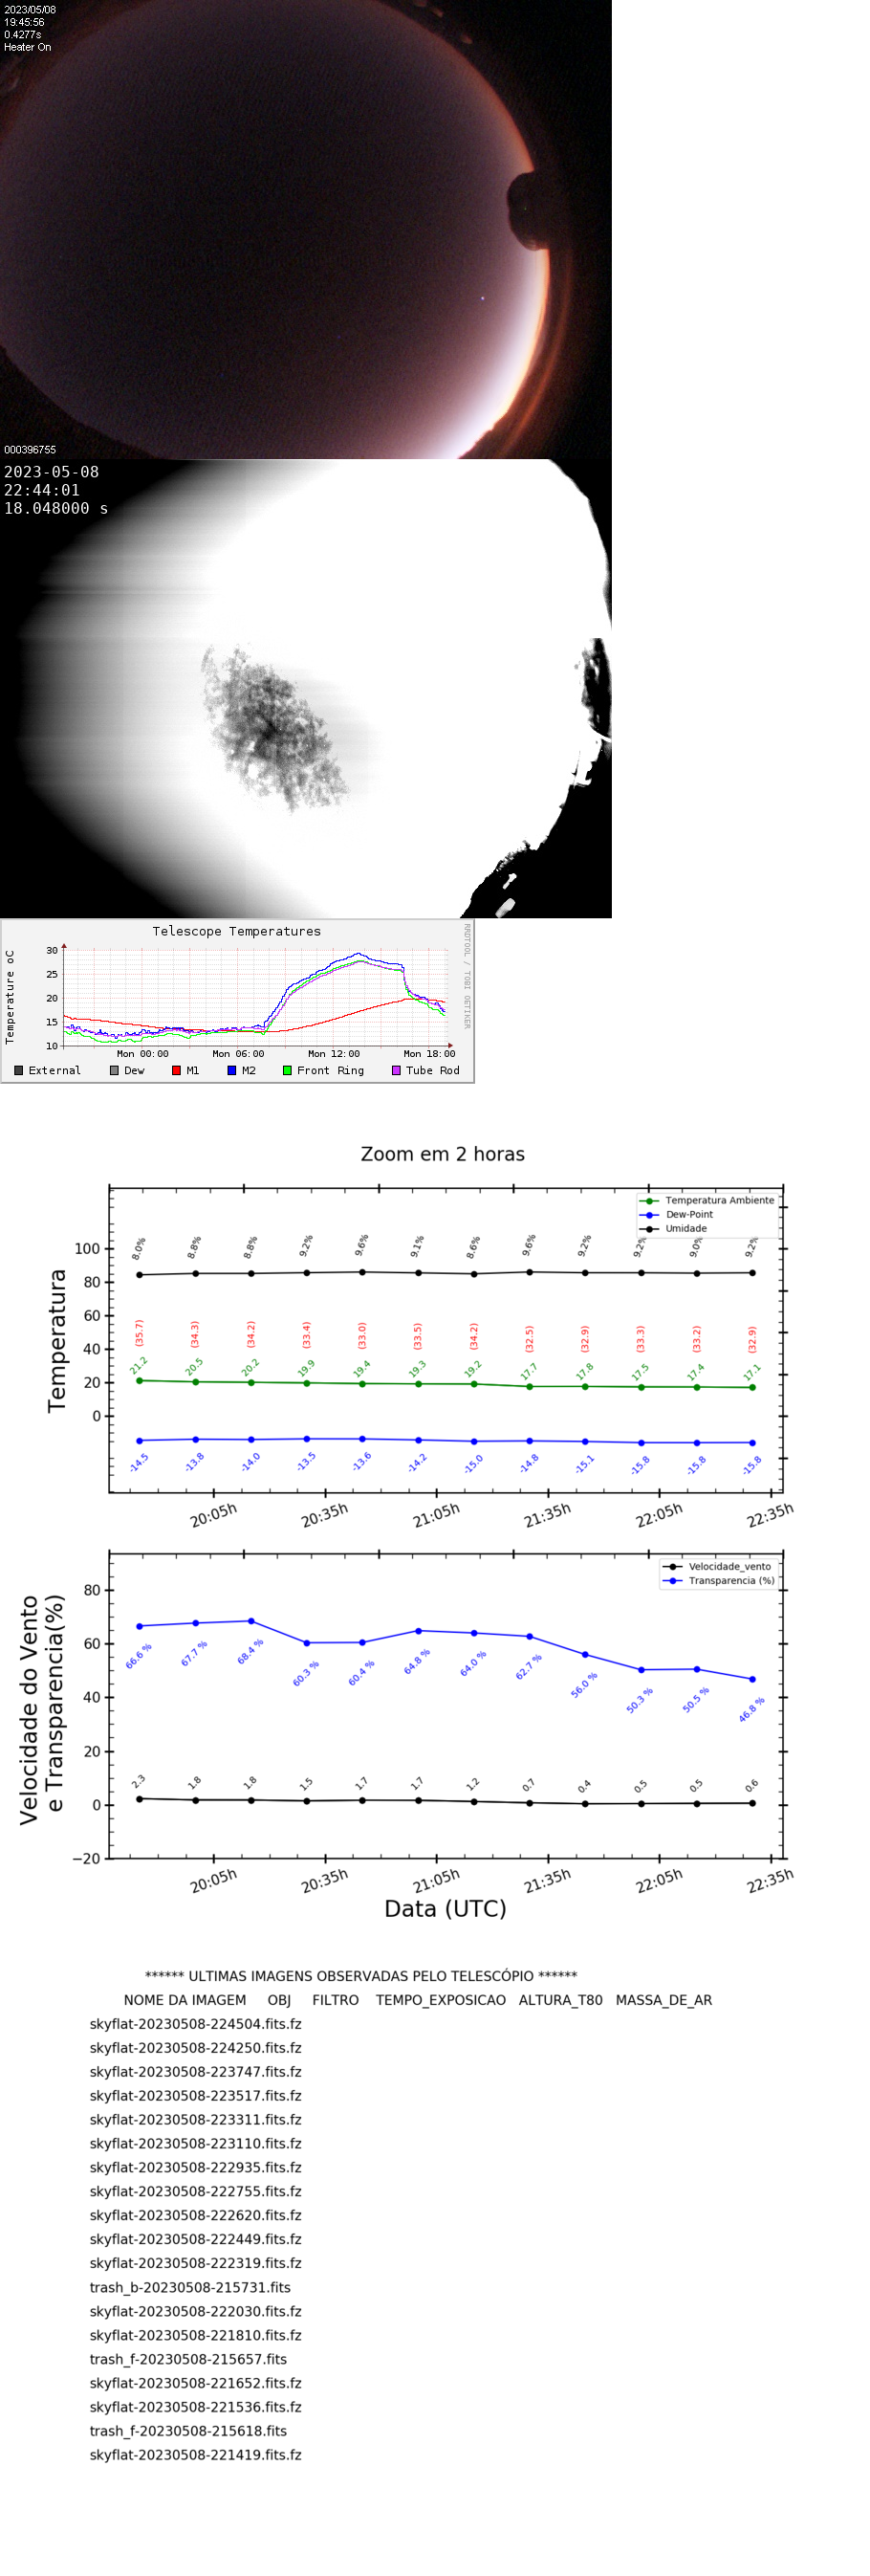 2023/05/08
19:45:56
0.4277s
Heater On
000396755
2023-05-08
22:44:01
18.048000 s
Telescope Temperatures
RRDTOOL / TOBI OETIKER
Temperature oC
30
25
20
15
10
Mon 00:00 Mon 06:00 Mon 12:00 Mon 18:00
External Dew M1 M2 Front Ring Tube Rod
Zoom em 2 horas
Temperatura Ambiente
Dew-Point
Umidade
Temperatura
100
80
60
40
20
0
8.0% 8.8% 8.8% 9.2% 9.6% 9.1% 8.6% 9.6% 9.2% 9.2% 9.0% 9.2%
(35.7) (34.3) (34.2) (33.4) (33.0) (33.5) (34.2) (32.5) (32.9) (33.3) (33.2) (32.9)
21.2 20.5 20.2 19.9 19.4 19.3 19.2 17.7 17.8 17.5 17.4 17.1
-14.5 -13.8 -14.0 -13.5 -13.6 -14.2 -15.0 -14.8 -15.1 -15.8 -15.8 -15.8
20:05h 20:35h 21:05h 21:35h 22:05h 22:35h
Velocidade_vento
Transparencia (%)
Velocidade do Vento
e Transparencia(%)
80
60
40
20
0
−20
66.6 % 67.7 % 68.4 % 60.3 % 60.4 % 64.8 % 64.0 % 62.7 % 56.0 % 50.3 % 50.5 % 46.8 %
2.3 1.8 1.8 1.5 1.7 1.7 1.2 0.7 0.4 0.5 0.5 0.6
20:05h 20:35h 21:05h 21:35h 22:05h 22:35h
Data (UTC)
****** ULTIMAS IMAGENS OBSERVADAS PELO TELESCÓPIO ******
NOME DA IMAGEM OBJ FILTRO TEMPO_EXPOSICAO ALTURA_T80 MASSA_DE_AR
skyflat-20230508-224504.fits.fz
skyflat-20230508-224250.fits.fz
skyflat-20230508-223747.fits.fz
skyflat-20230508-223517.fits.fz
skyflat-20230508-223311.fits.fz
skyflat-20230508-223110.fits.fz
skyflat-20230508-222935.fits.fz
skyflat-20230508-222755.fits.fz
skyflat-20230508-222620.fits.fz
skyflat-20230508-222449.fits.fz
skyflat-20230508-222319.fits.fz
trash_b-20230508-215731.fits
skyflat-20230508-222030.fits.fz
skyflat-20230508-221810.fits.fz
trash_f-20230508-215657.fits
skyflat-20230508-221652.fits.fz
skyflat-20230508-221536.fits.fz
trash_f-20230508-215618.fits
skyflat-20230508-221419.fits.fz